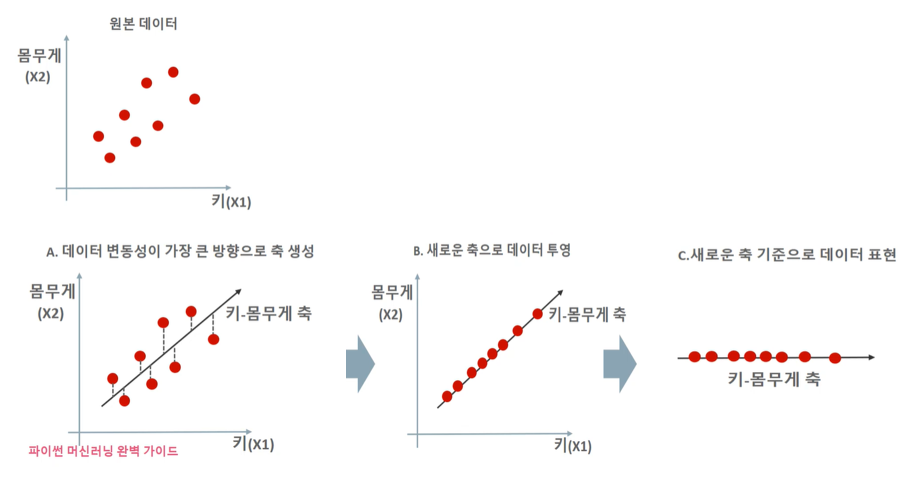 원본 데이터
몸무게
(X2)
키(X1)
A. 데이터 변동성이 가장 큰 방향으로 축 생성
몸무게
(X2)
키-몸무게 축
키(X1)
파이썬 머신러닝 완벽 가이드
B. 새로운 축으로 데이터 투영
몸무게
(X2)
키-몸무게 축
키(X1)
C.새로운 축 기준으로 데이터 표현
키-몸무게 축